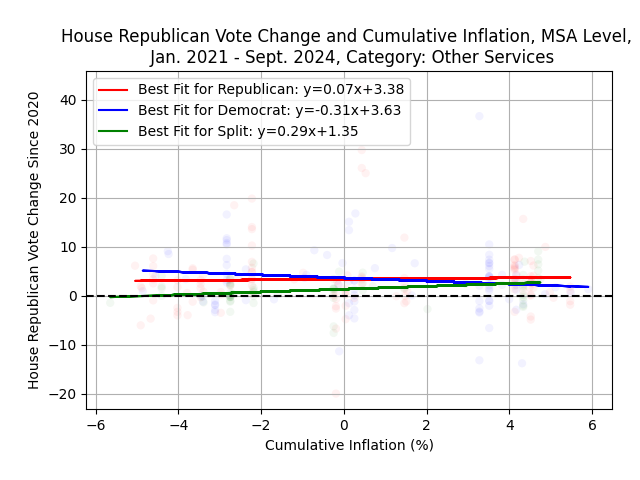 House Republican Vote Change and Cumulative Inflation, MSA Level,
Jan. 2021 - Sept. 2024, Category: Other Services
Best Fit for Republican: y=0.07x+3.38
Best Fit for Democrat: y=-0.31x+3.63
Best Fit for Split: y=0.29x+1.35
House Republican Vote Change Since 2020
40
30
20
10
0
−10
−20
−6 −4 −2 0 2 4 6
Cumulative Inflation (%)